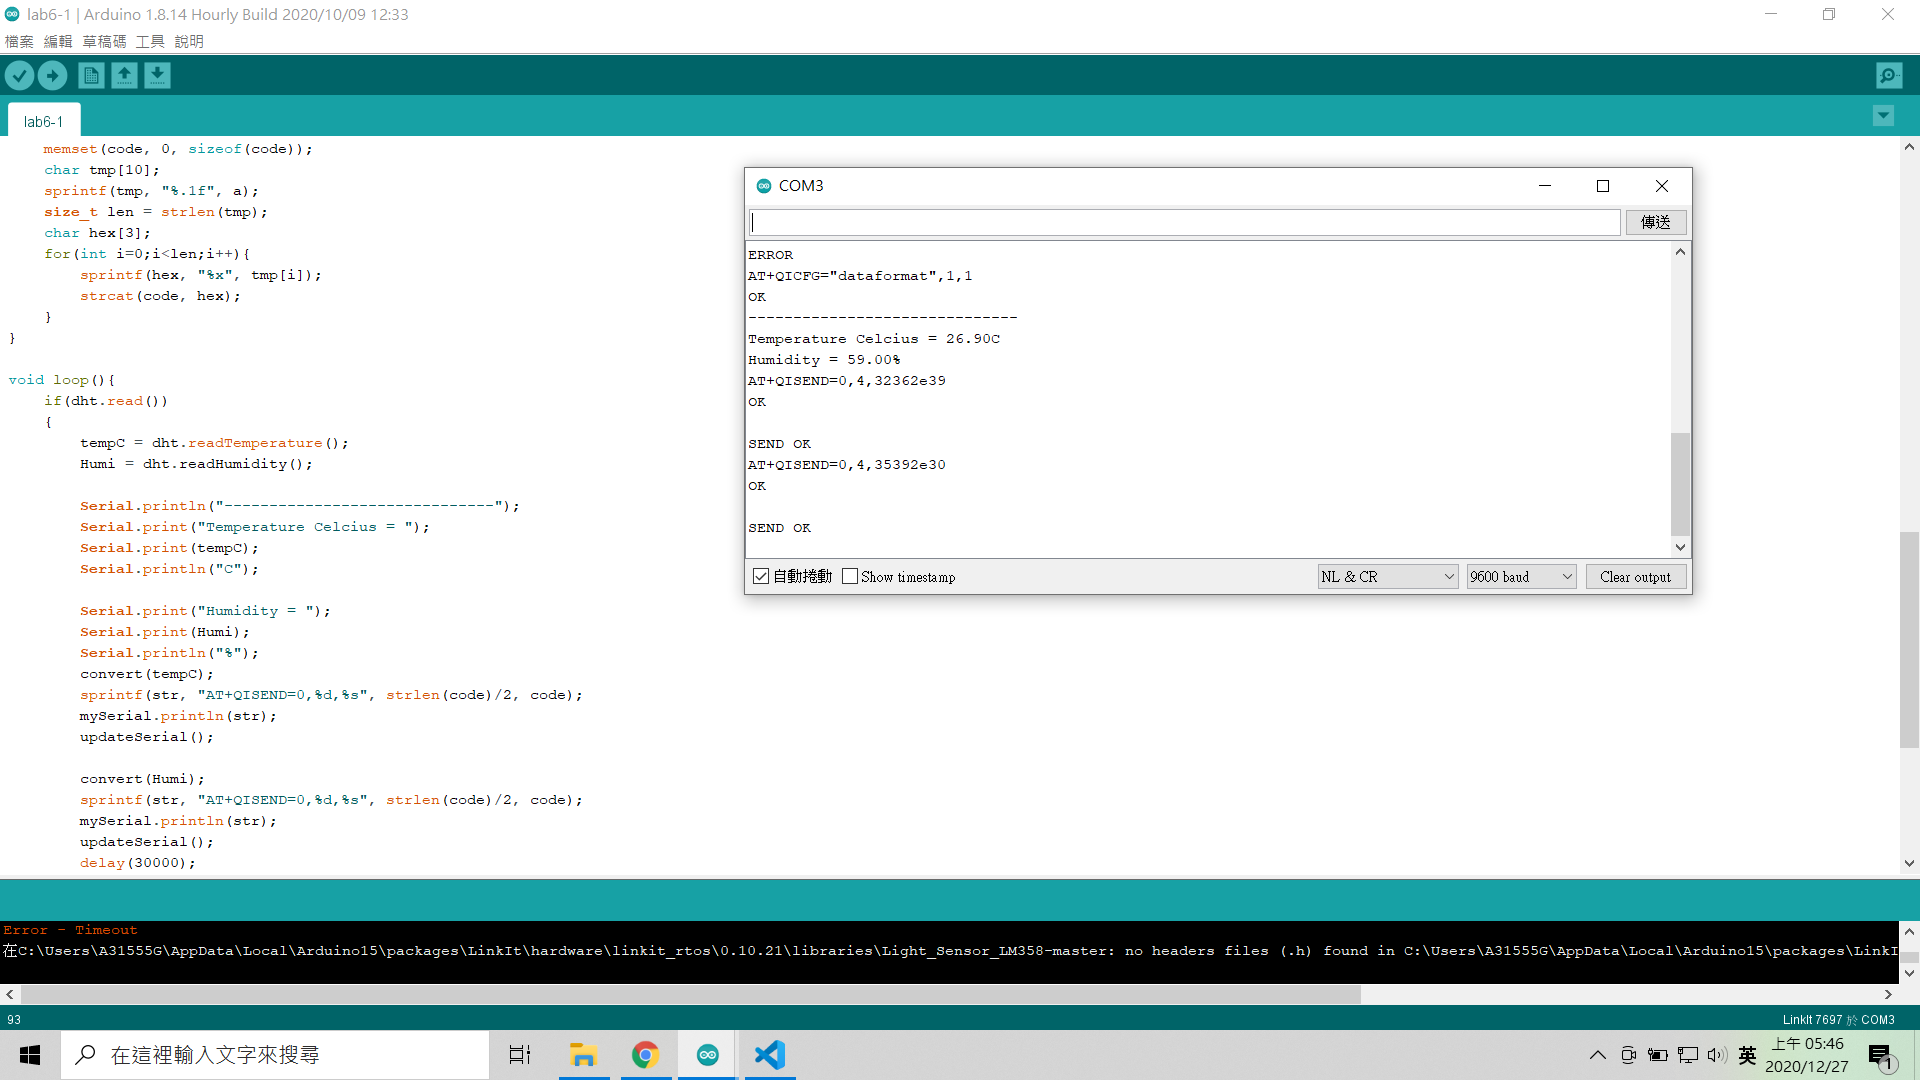 lab6-1 | Arduino 1.8.14 Hourly Build 2020/10/09 12:33
檔案 編輯 草稿碼 工具 說明
lab6-1
memset(code, 0, sizeof(code));
char tmp[10];
sprintf(tmp, "%.1f", a);
size_t len = strlen(tmp);
char hex[3];
for(int i=0;i<len;i++){
sprintf(hex, "%x", tmp[i]);
strcat(code, hex);
}
}
void loop(){
if(dht.read())
{
tempC = dht.readTemperature();
Humi = dht.readHumidity();
Serial.println("------------------------------");
Serial.print("Temperature Celcius = ");
Serial.print(tempC);
Serial.println("C");
Serial.print("Humidity = ");
Serial.print(Humi);
Serial.println("%");
convert(tempC);
sprintf(str, "AT+QISEND=0,%d,%s", strlen(code)/2, code);
mySerial.println(str);
updateSerial();
convert(Humi);
sprintf(str, "AT+QISEND=0,%d,%s", strlen(code)/2, code);
mySerial.println(str);
updateSerial();
delay(30000);
COM3
傳送
ERROR
AT+QICFG="dataformat",1,1
OK
------------------------------
Temperature Celcius = 26.90C
Humidity = 59.00%
AT+QISEND=0,4,32362e39
OK
SEND OK
AT+QISEND=0,4,35392e30
OK
SEND OK
自動捲動 Show timestamp NL & CR 9600 baud Clear output
Error - Timeout
在C:\Users\A31555G\AppData\Local\Arduino15\packages\LinkIt\hardware\linkit_rtos\0.10.21\libraries\Light_Sensor_LM358-master: no headers files (.h) found in C:\Users\A31555G\AppData\Local\Arduino15\packages\LinkI
93
LinkIt 7697 於 COM3
在這裡輸入文字來搜尋
英
上午 05:46
2020/12/27
1